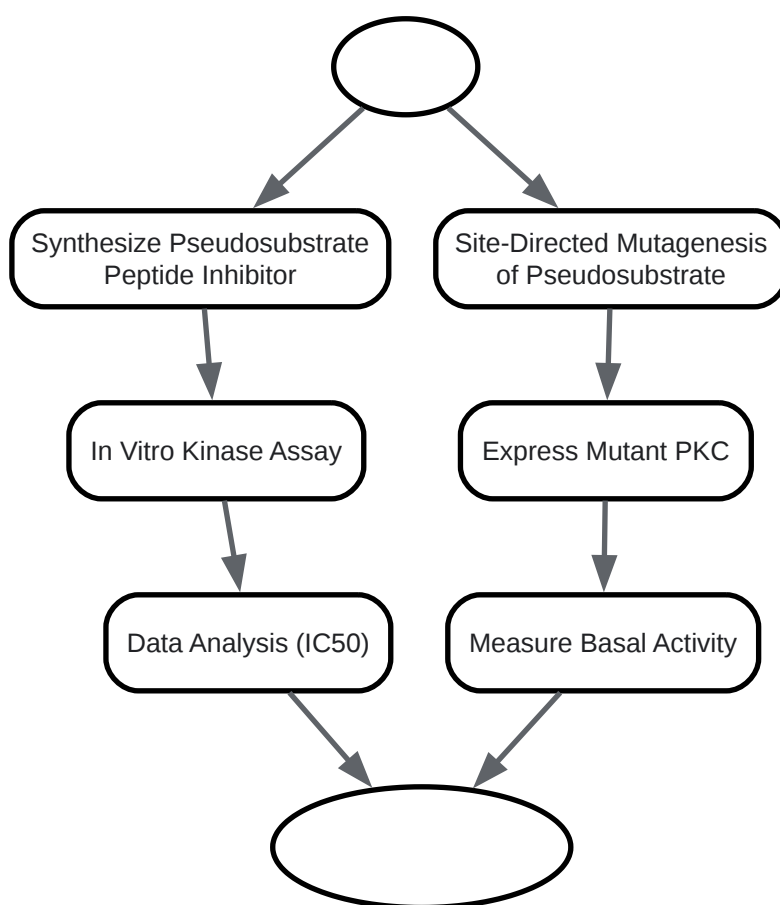 Synthesize Pseudosubstrate
Peptide Inhibitor
Site-Directed Mutagenesis
of Pseudosubstrate
In Vitro Kinase Assay
Express Mutant PKC
Data Analysis (IC50)
Measure Basal Activity